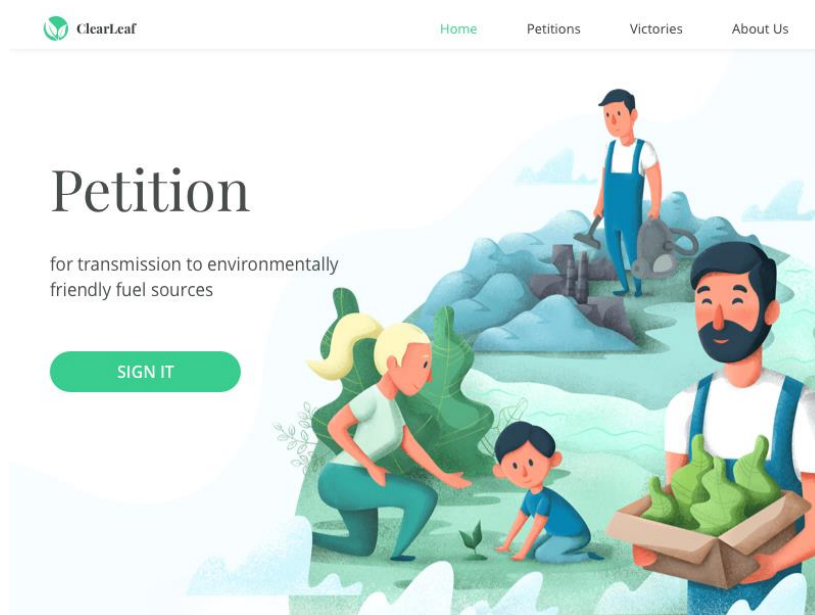 ClearLeaf
Home Petitions Victories About Us
Petition
for transmission to environmentally
friendly fuel sources
SIGN IT